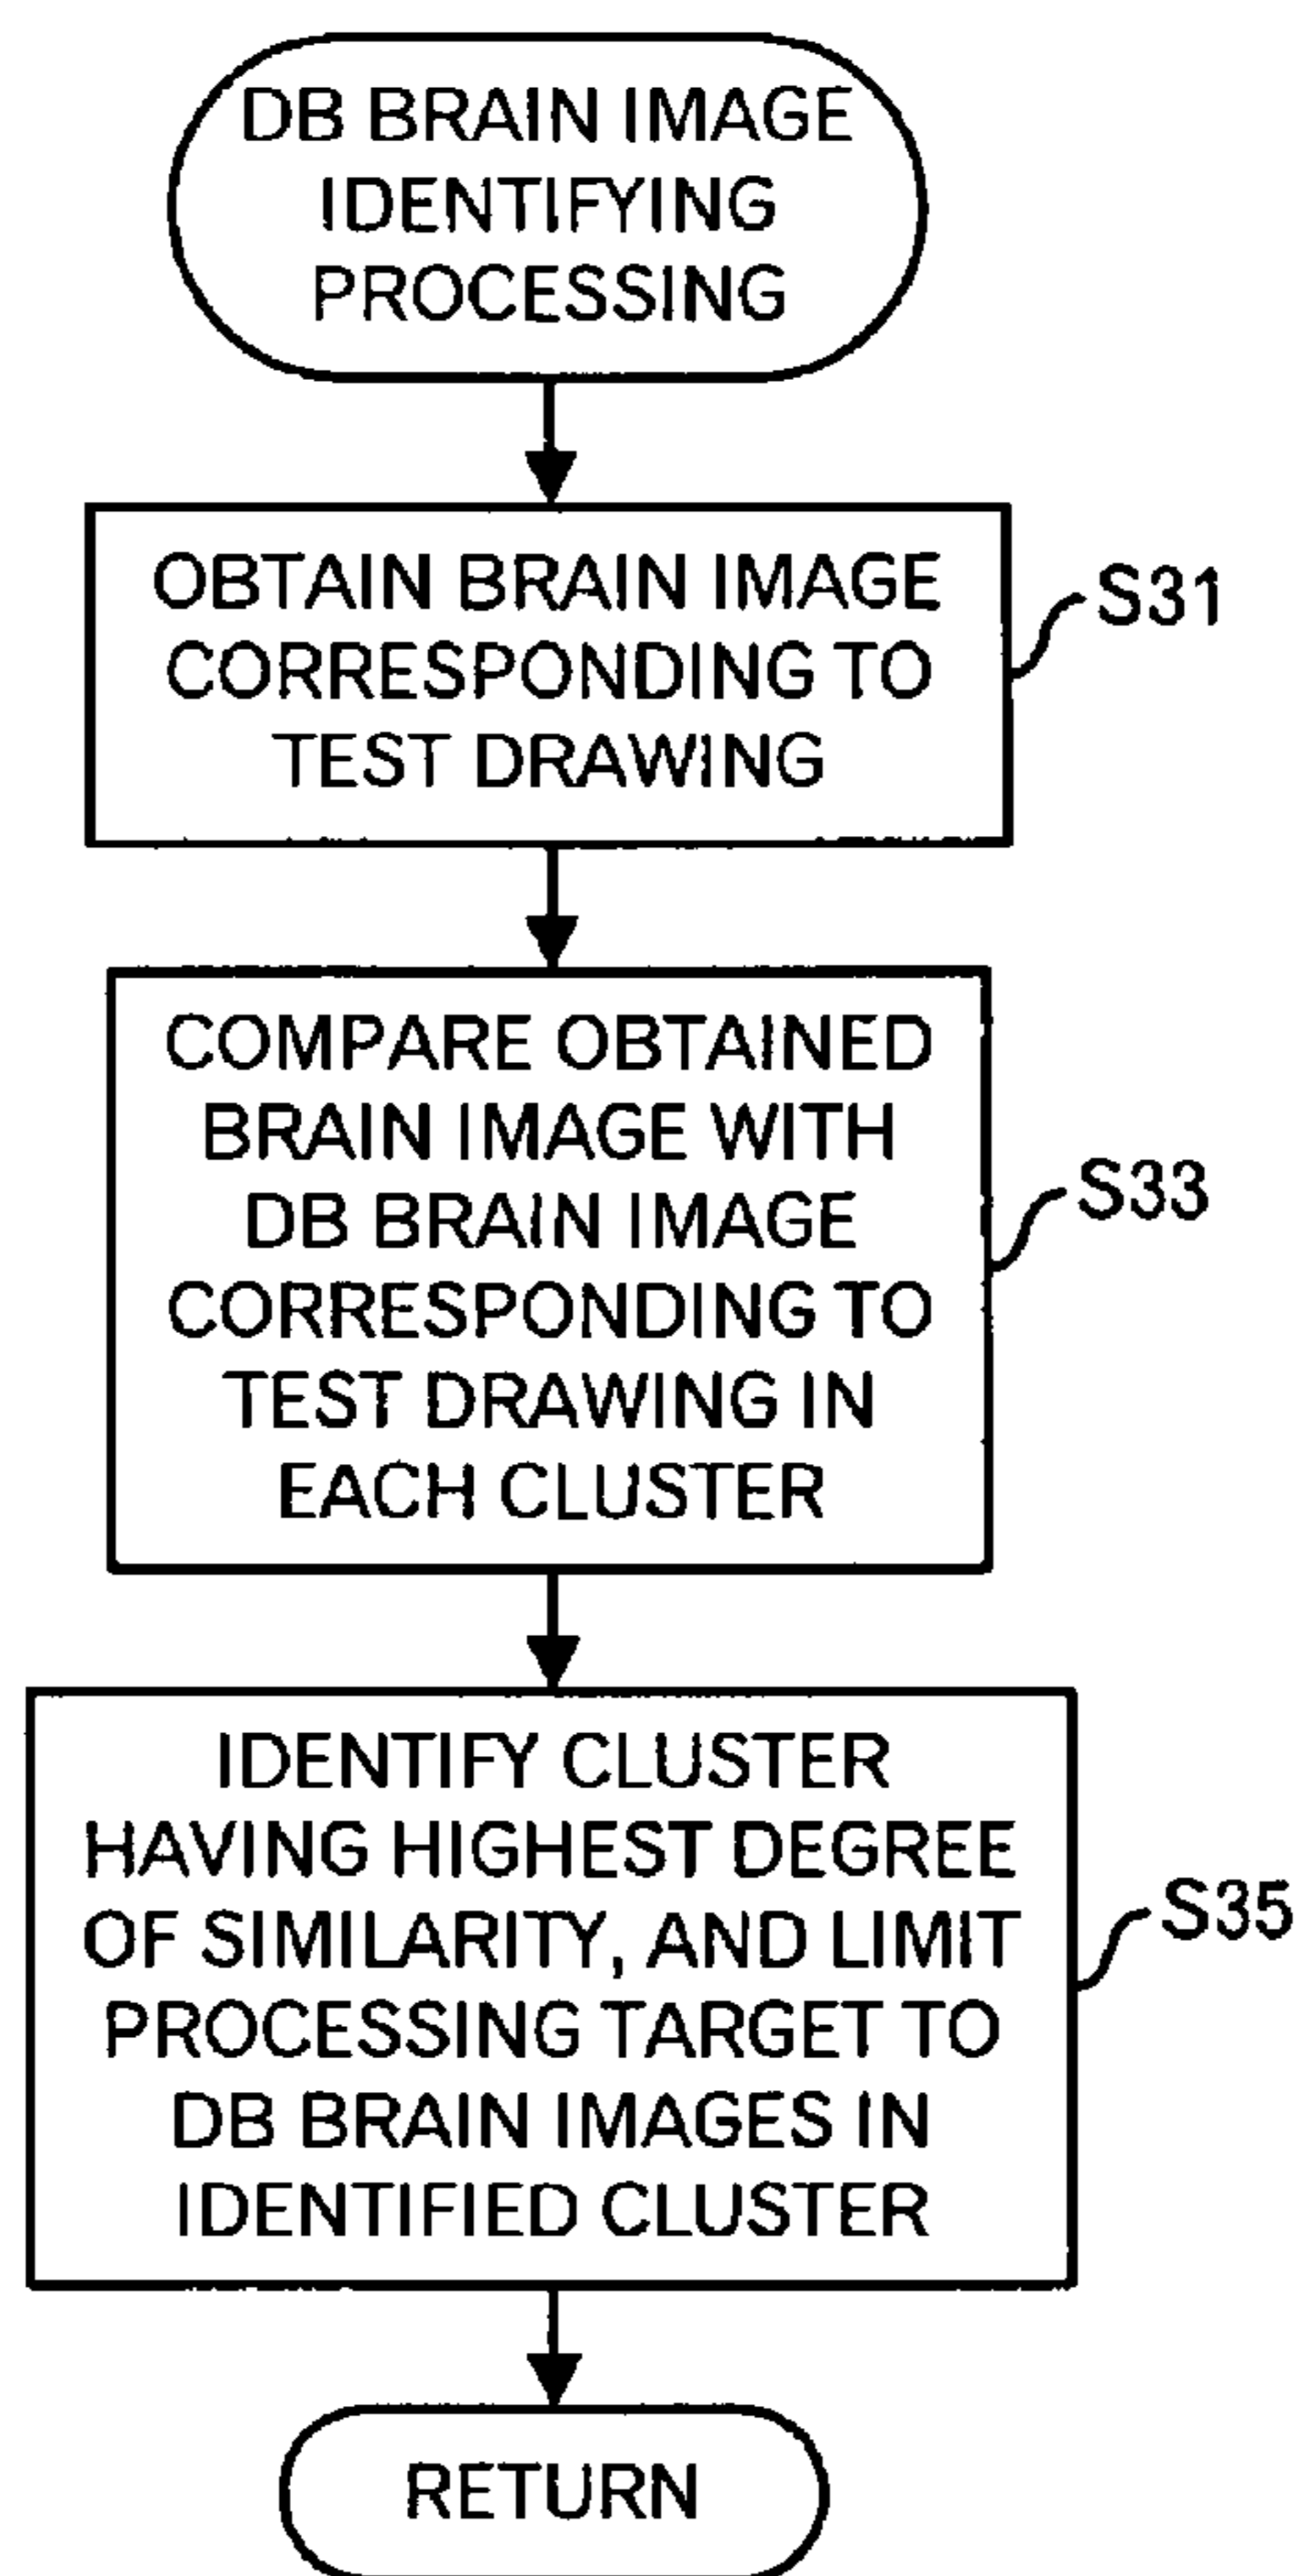 DB BRAIN IMAGE
IDENTIFYING
PROCESSING
OBTAIN BRAIN IMAGE
CORRESPONDING TO
TEST DRAWING
S31
COMPARE OBTAINED
BRAIN IMAGE WITH
DB BRAIN IMAGE
CORRESPONDING TO
TEST DRAWING IN
EACH CLUSTER
S33
IDENTIFY CLUSTER
HAVING HIGHEST DEGREE
OF SIMILARITY, AND LIMIT
PROCESSING TARGET TO
DB BRAIN IMAGES IN
IDENTIFIED CLUSTER
S35
RETURN